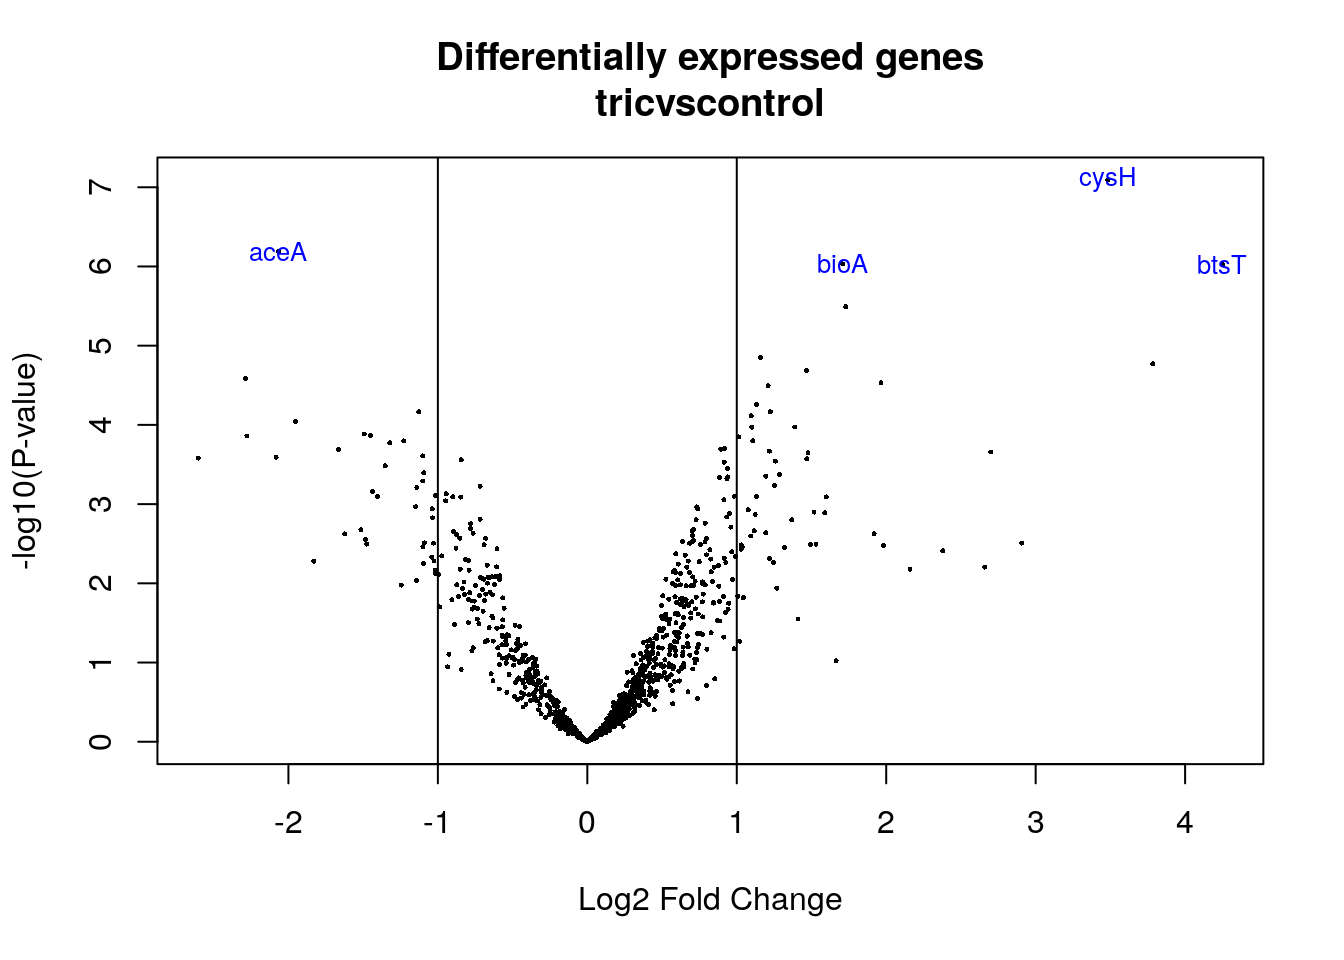 Differentially expressed genes
tricvscontrol
-log10(P-value)
7
6
5
4
3
2
1
0
cysH
aceA
bioA
btsT
-2 -1 0 1 2 3 4
Log2 Fold Change